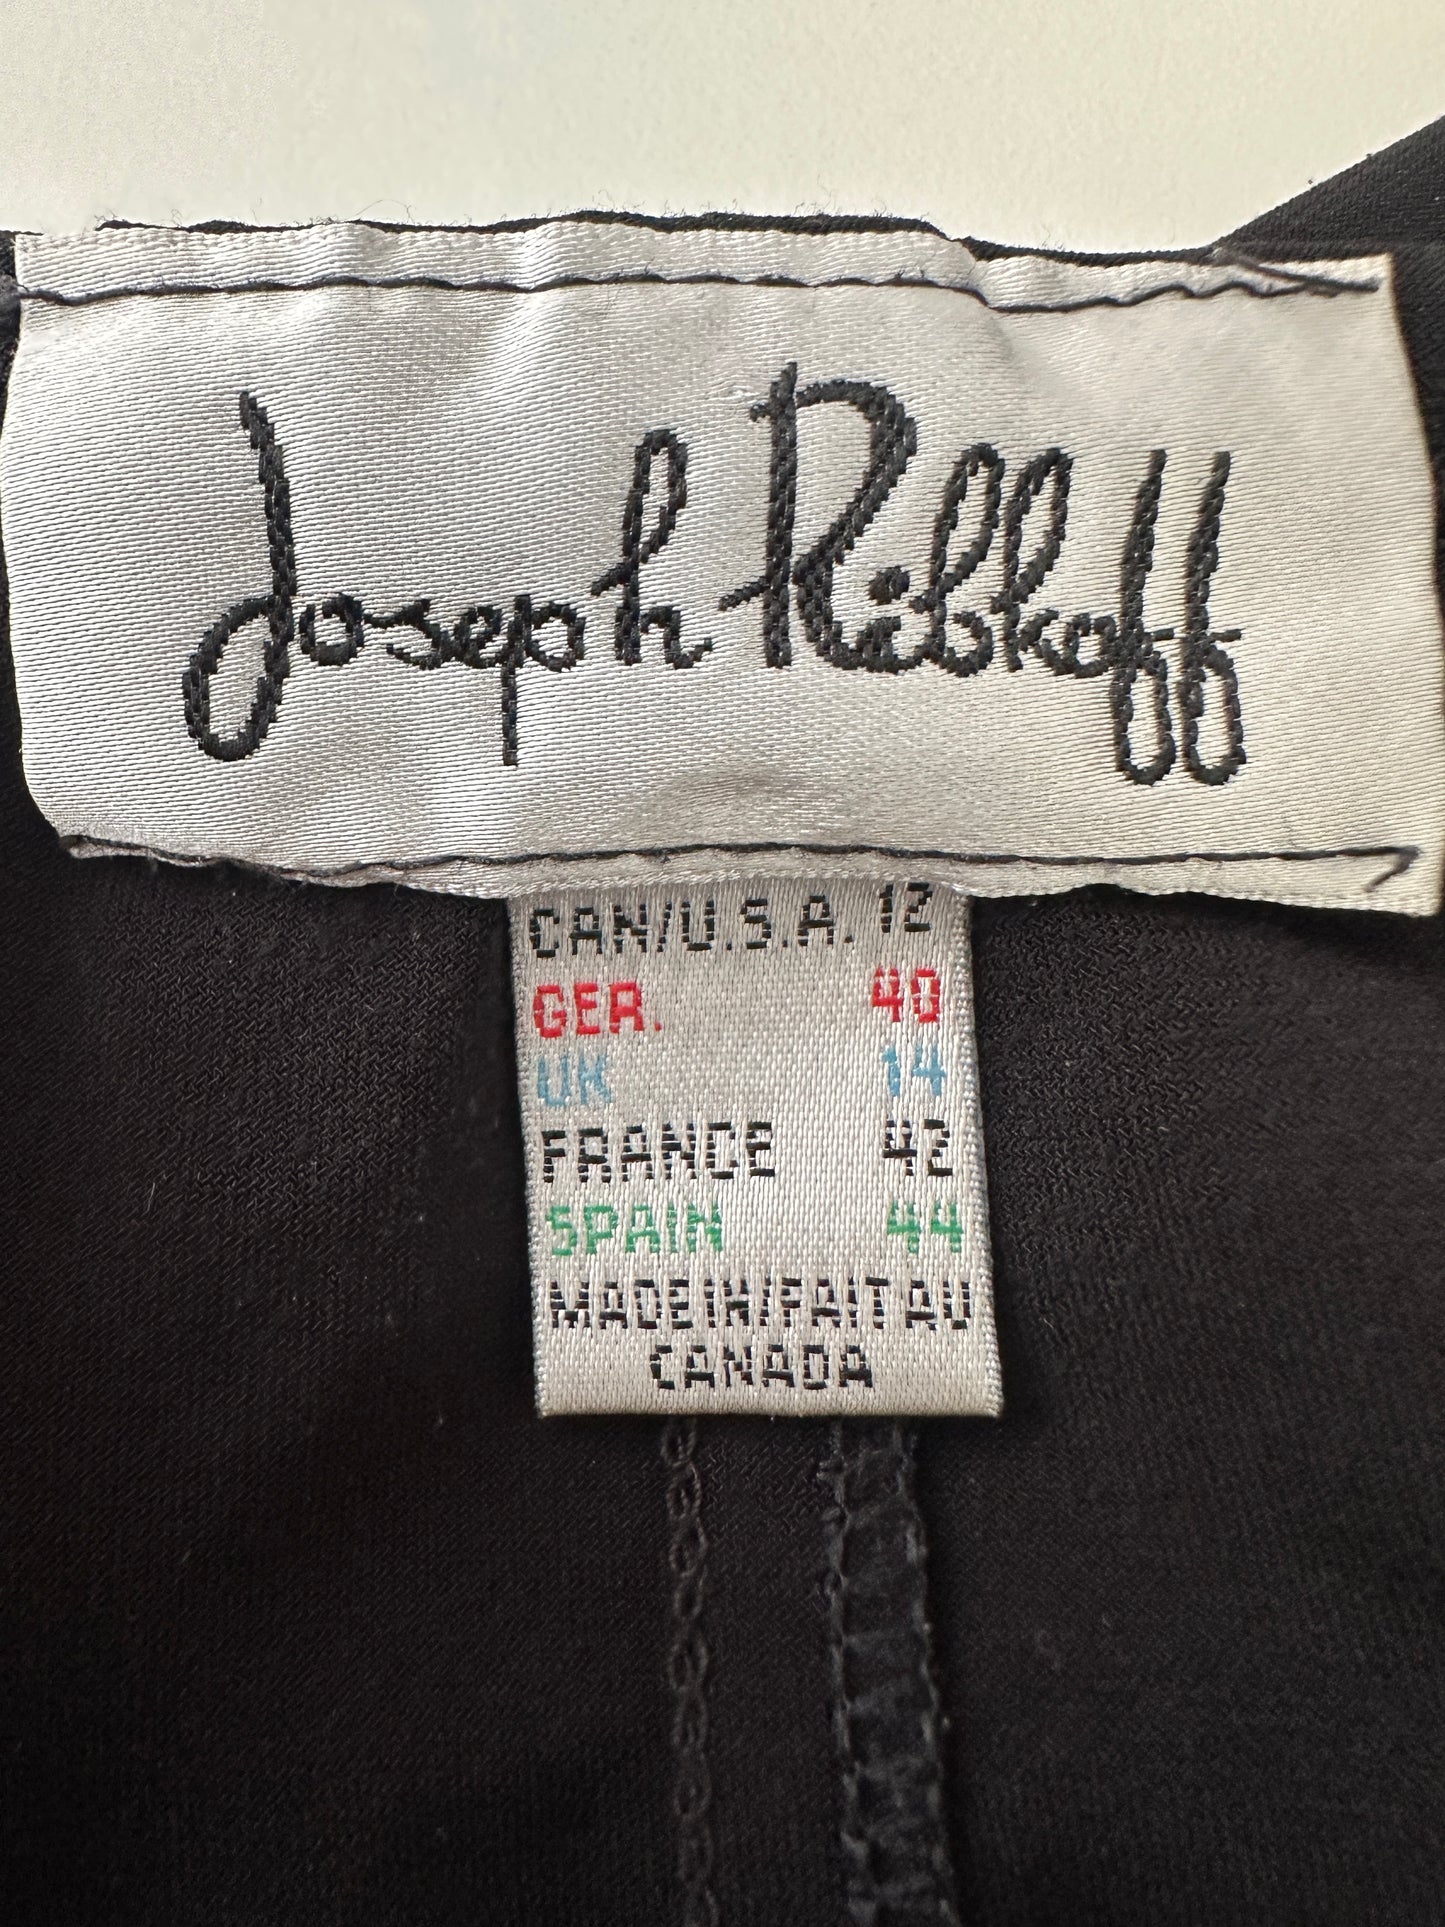 Joseph Ribkoff
CAN/U.S.A. 12
GER. 40
UK 14
FRANCE 42
SPAIN 44
MADE IN/FAIT AU
CANADA